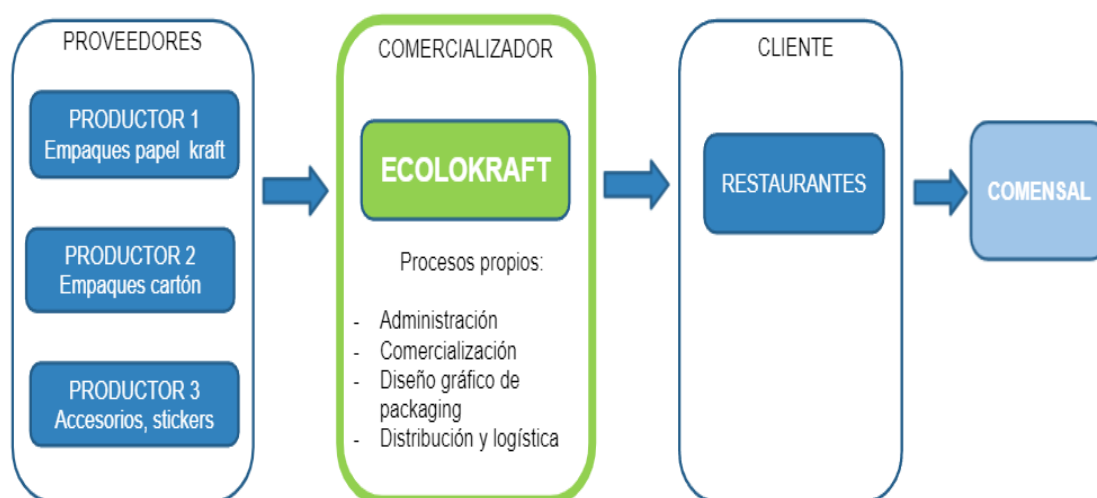 PROVEEDORES
PRODUCTOR 1
Empaques papel kraft
PRODUCTOR 2
Empaques cartón
PRODUCTOR 3
Accesorios, stickers
COMERCIALIZADOR
ECOLOKRAFT
Procesos propios:
- Administración
- Comercialización
- Diseño gráfico de
packaging
- Distribución y logística
CLIENTE
RESTAURANTES
COMENSAL